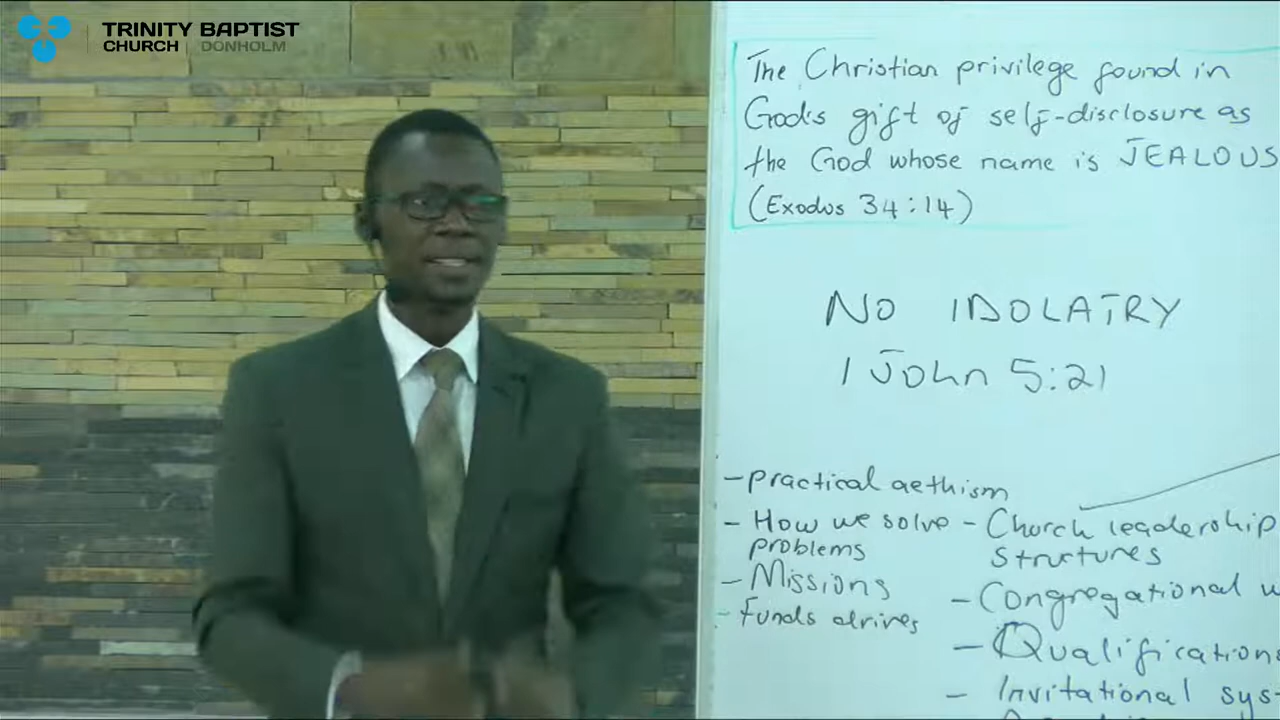 TRINITY BAPTIST
CHURCH | DONHOLM
The Christian privilege found in
God's gift of self-disclosure as
the God whose name is JEALOUS
(Exodus 34:14)
NO IDOLATRY
1 John 5:21
- Practical aethism
- How we solve
problems
- Missions
- Funds drives
- Church leadership
structures
- Congregational
- Qualifications
- Invitational sys-